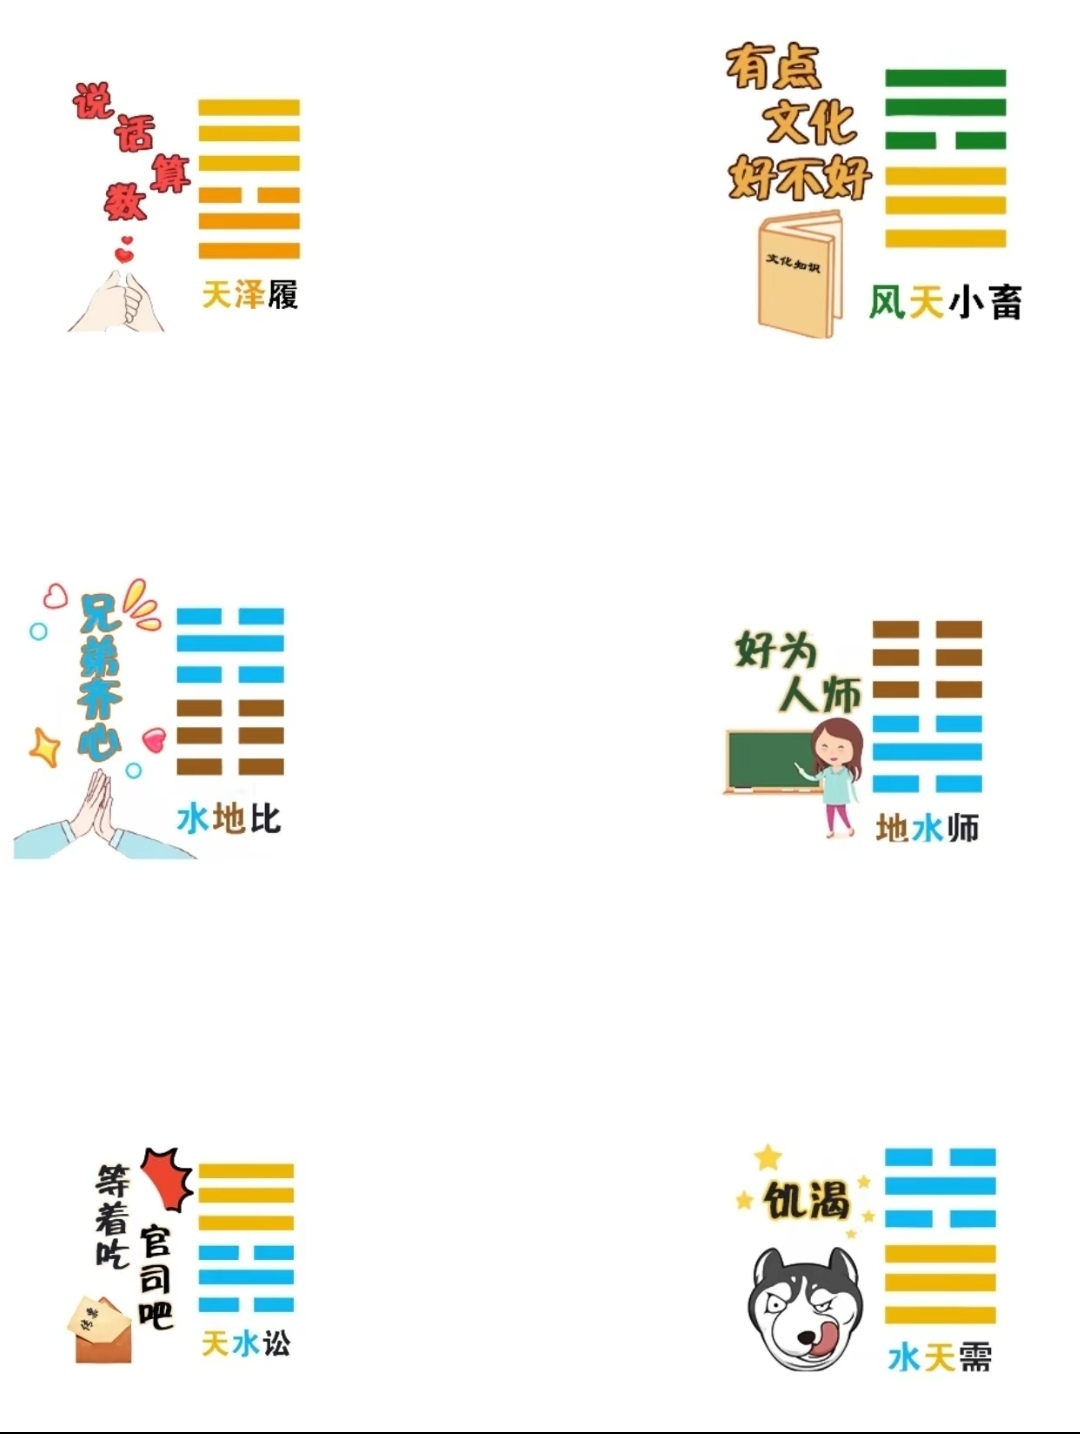 说话算数
天泽履
有点
文化
好不好
文化知识
风天小畜
兄弟齐心
水地比
好为
人师
地水师
等着吃
官司吧
传票
天水讼
饥渴
水天需